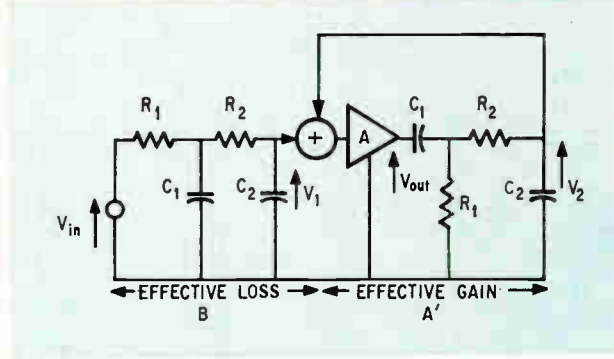 R1 R2 + A C1 R2
C1 C2 V1 Vout R1 C2 V2
Vin
EFFECTIVE LOSS EFFECTIVE GAIN
B A′